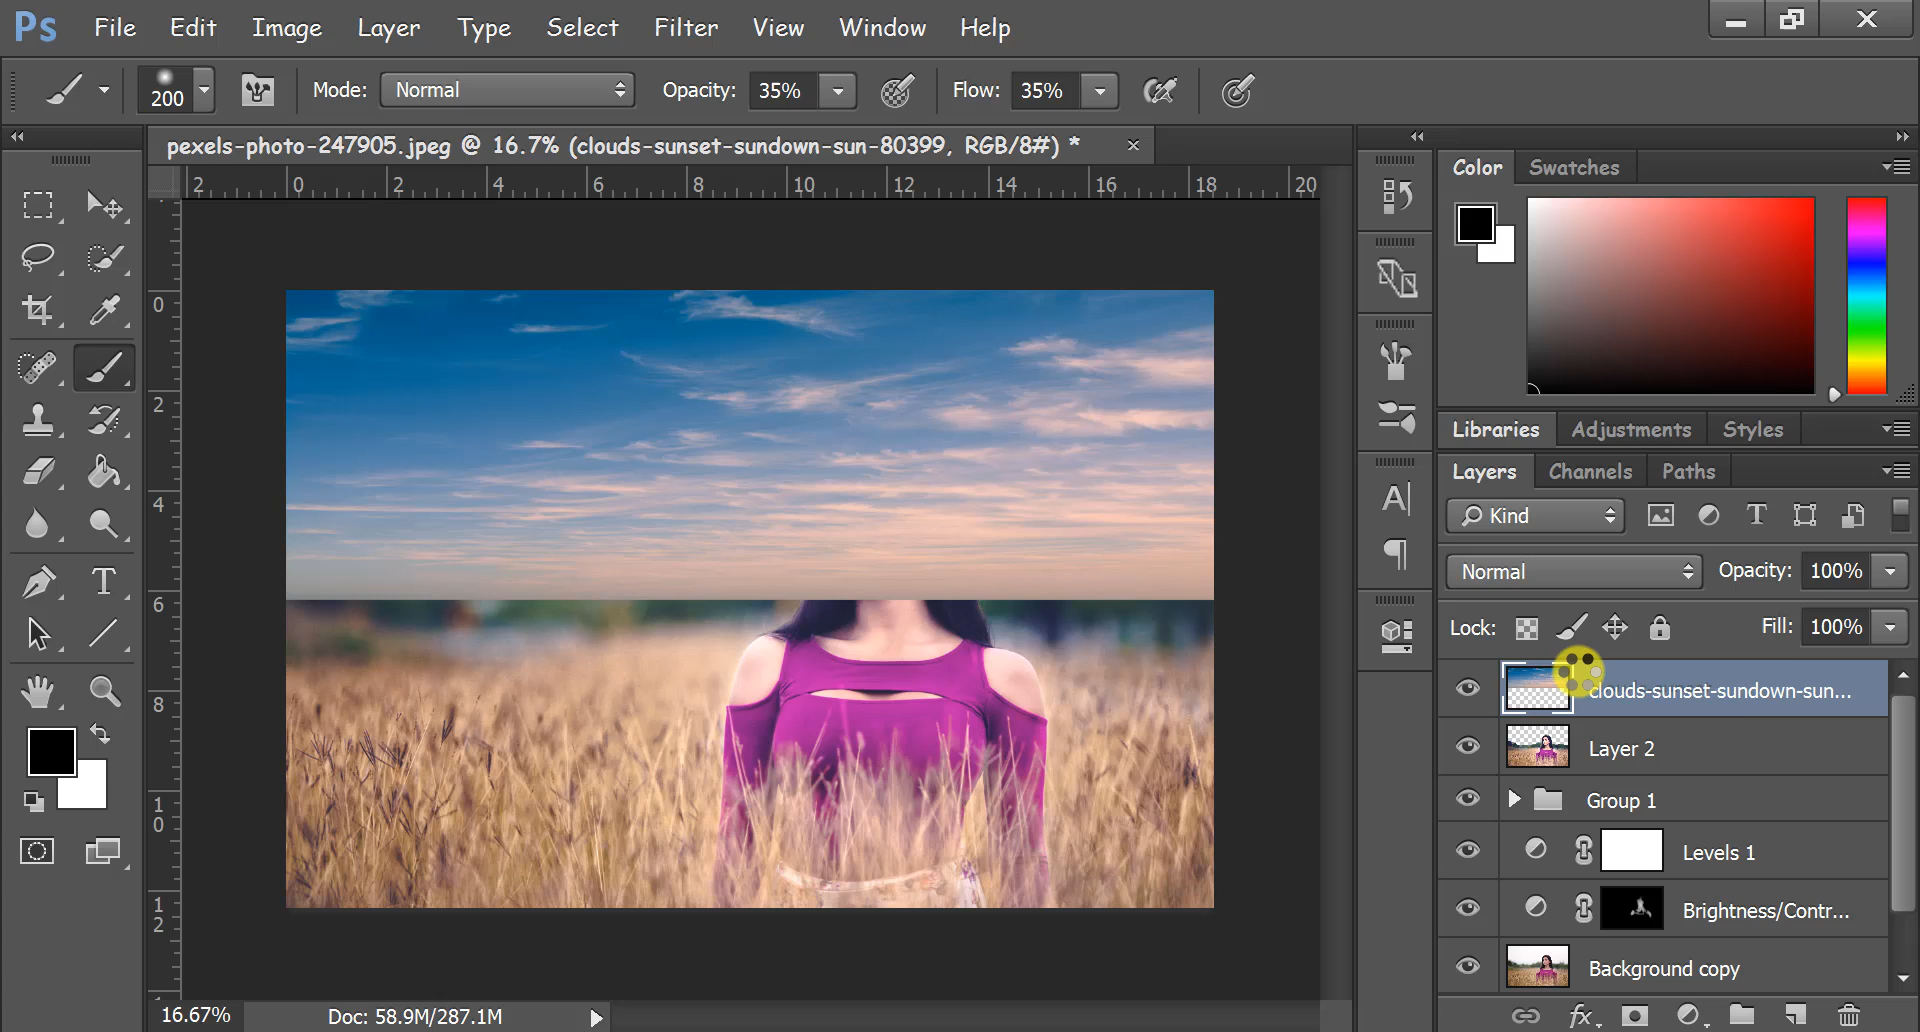 Ps File Edit Image Layer Type Select Filter View Window Help
200 Mode: Normal Opacity: 35% Flow: 35%
pexels-photo-247905.jpeg @ 16.7% (clouds-sunset-sundown-sun-80399, RGB/8#) * ×
2 0 2 4 6 8 10 12 14 16 18 20
0
2
4
6
8
1
0
1
2
16.67% Doc: 58.9M/287.1M
Color Swatches
Libraries Adjustments Styles
Layers Channels Paths
Kind
Normal Opacity: 100%
Lock: Fill: 100%
clouds-sunset-sundown-sun...
Layer 2
Group 1
Levels 1
Brightness/Contr...
Background copy
fx